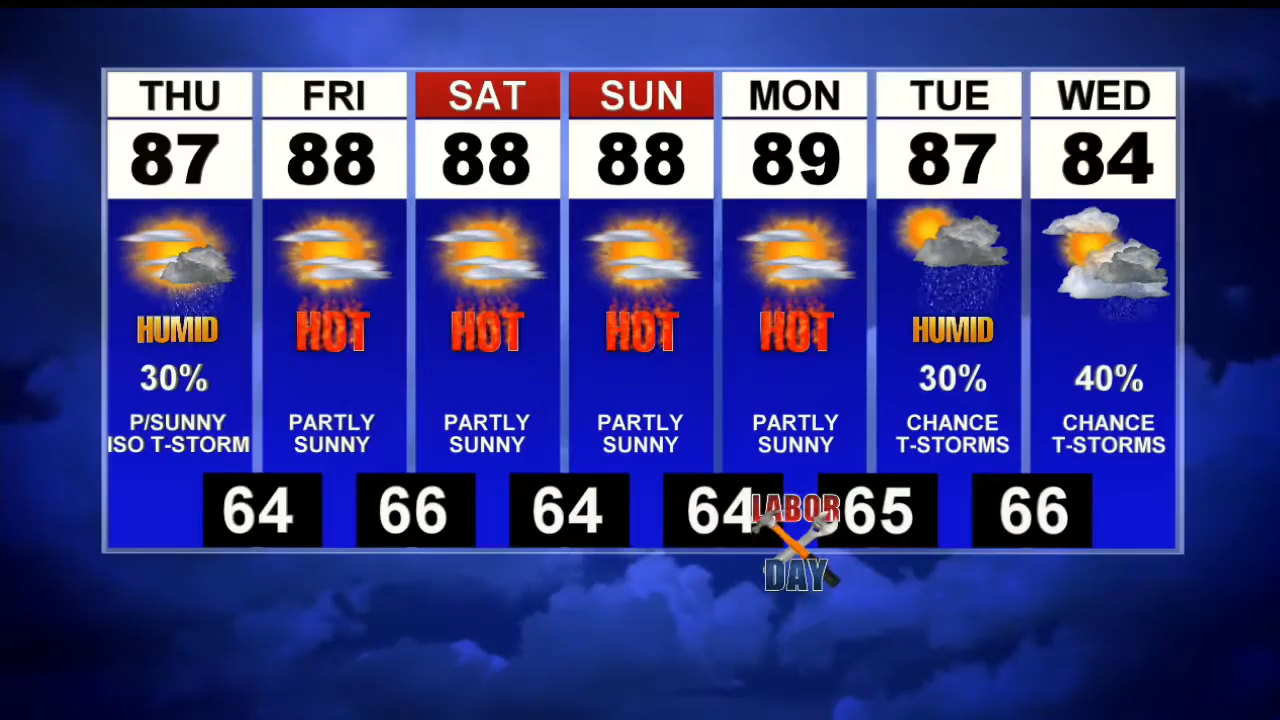 THU FRI SAT SUN MON TUE WED
87 88 88 88 89 87 84
HUMID HOT HOT HOT HOT HUMID
30% 30% 40%
P/SUNNY PARTLY PARTLY PARTLY PARTLY CHANCE CHANCE
ISO T-STORM SUNNY SUNNY SUNNY SUNNY T-STORMS T-STORMS
64 66 64 64 LABOR 65 66
DAY